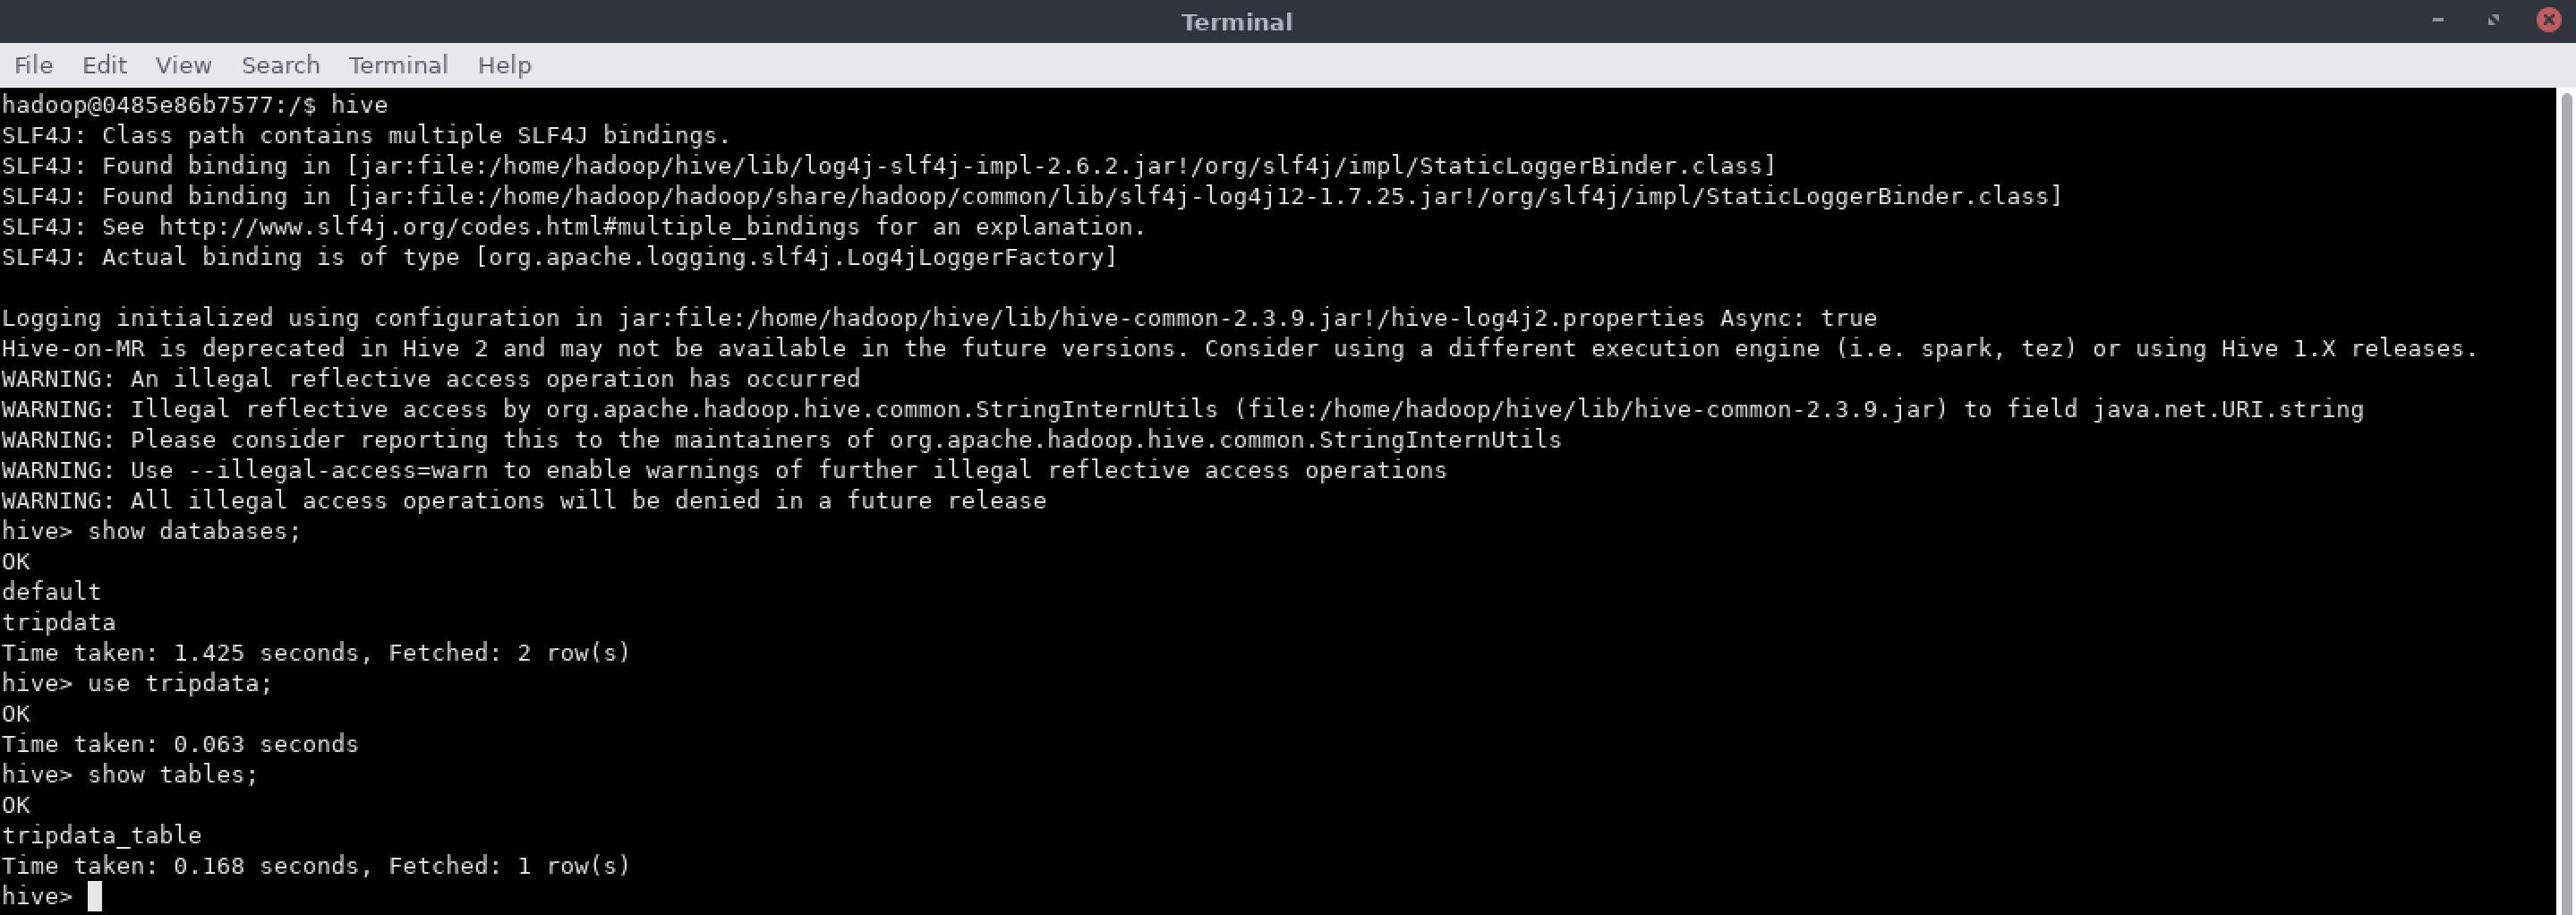 Terminal
File Edit View Search Terminal Help
hadoop@0485e86b7577:/$ hive
SLF4J: Class path contains multiple SLF4J bindings.
SLF4J: Found binding in [jar:file:/home/hadoop/hive/lib/log4j-slf4j-impl-2.6.2.jar!/org/slf4j/impl/StaticLoggerBinder.class]
SLF4J: Found binding in [jar:file:/home/hadoop/hadoop/share/hadoop/common/lib/slf4j-log4j12-1.7.25.jar!/org/slf4j/impl/StaticLoggerBinder.class]
SLF4J: See http://www.slf4j.org/codes.html#multiple_bindings for an explanation.
SLF4J: Actual binding is of type [org.apache.logging.slf4j.Log4jLoggerFactory]

Logging initialized using configuration in jar:file:/home/hadoop/hive/lib/hive-common-2.3.9.jar!/hive-log4j2.properties Async: true
Hive-on-MR is deprecated in Hive 2 and may not be available in the future versions. Consider using a different execution engine (i.e. spark, tez) or using Hive 1.X releases.
WARNING: An illegal reflective access operation has occurred
WARNING: Illegal reflective access by org.apache.hadoop.hive.common.StringInternUtils (file:/home/hadoop/hive/lib/hive-common-2.3.9.jar) to field java.net.URI.string
WARNING: Please consider reporting this to the maintainers of org.apache.hadoop.hive.common.StringInternUtils
WARNING: Use --illegal-access=warn to enable warnings of further illegal reflective access operations
WARNING: All illegal access operations will be denied in a future release
hive> show databases;
OK
default
tripdata
Time taken: 1.425 seconds, Fetched: 2 row(s)
hive> use tripdata;
OK
Time taken: 0.063 seconds
hive> show tables;
OK
tripdata_table
Time taken: 0.168 seconds, Fetched: 1 row(s)
hive>